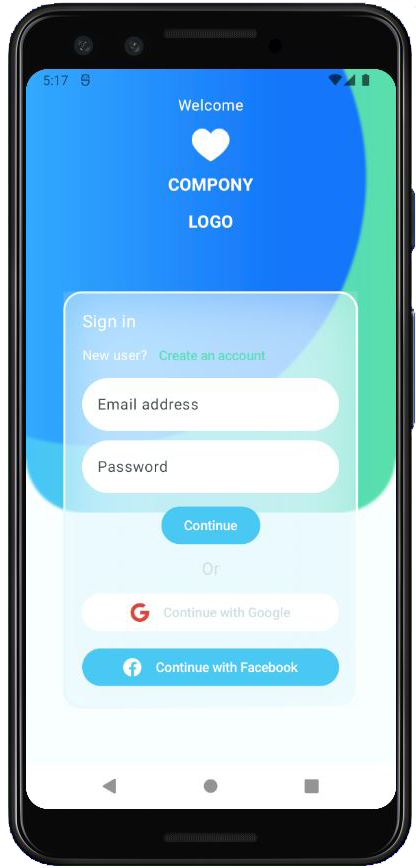 5:17
Welcome
COMPONY
LOGO
Sign in
New user? Create an account
Email address
Password
Continue
Or
Continue with Google
Continue with Facebook